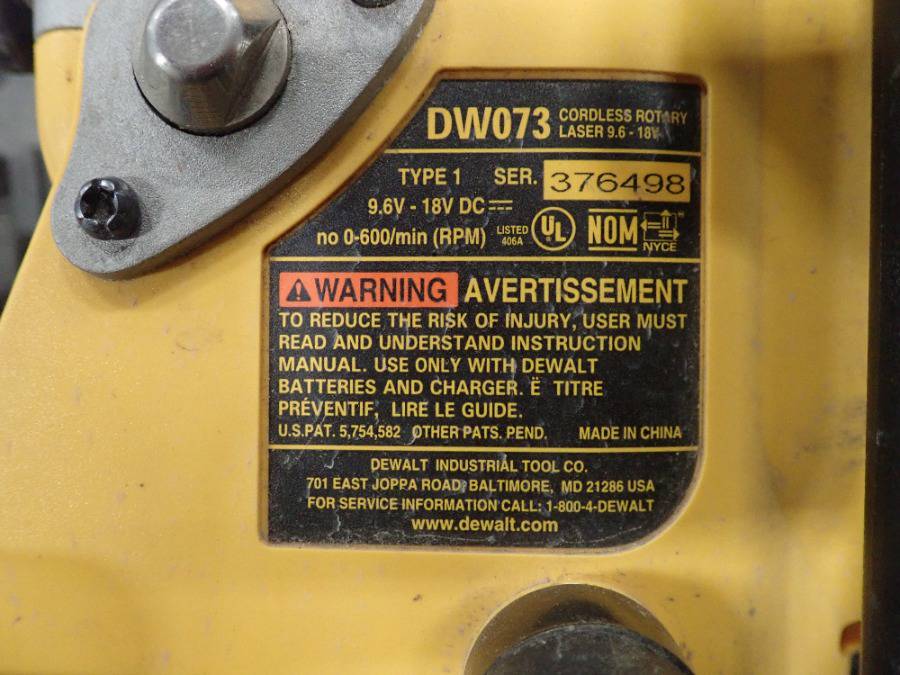 DW073 CORDLESS ROTARY
LASER 9.6 - 18V
TYPE 1 SER. 376498
9.6V - 18V DC
no 0-600/min (RPM) LISTED
406A UL NOM NYCE
WARNING AVERTISSEMENT
TO REDUCE THE RISK OF INJURY, USER MUST
READ AND UNDERSTAND INSTRUCTION
MANUAL. USE ONLY WITH DEWALT
BATTERIES AND CHARGER. Ë TITRE
PRÉVENTIF, LIRE LE GUIDE.
U.S.PAT. 5,754,582 OTHER PATS. PEND. MADE IN CHINA
DEWALT INDUSTRIAL TOOL CO.
701 EAST JOPPA ROAD, BALTIMORE, MD 21286 USA
FOR SERVICE INFORMATION CALL: 1-800-4-DEWALT
www.dewalt.com